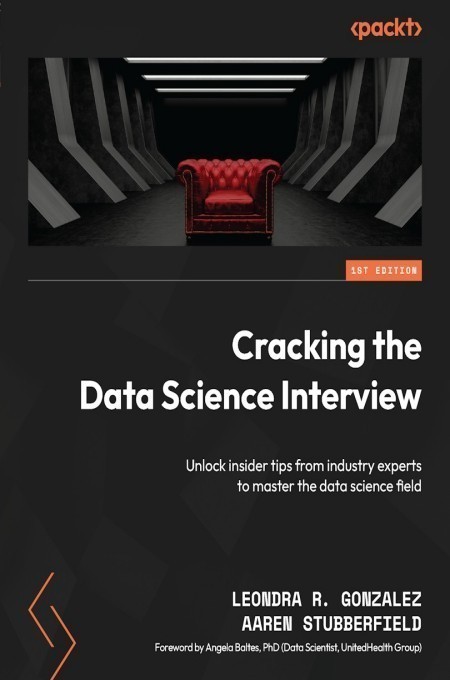 <packt>
1ST EDITION
Cracking the
Data Science Interview
Unlock insider tips from industry experts
to master the data science field
LEONDRA R. GONZALEZ
AAREN STUBBERFIELD
Foreword by Angela Baltes, PhD (Data Scientist, UnitedHealth Group)